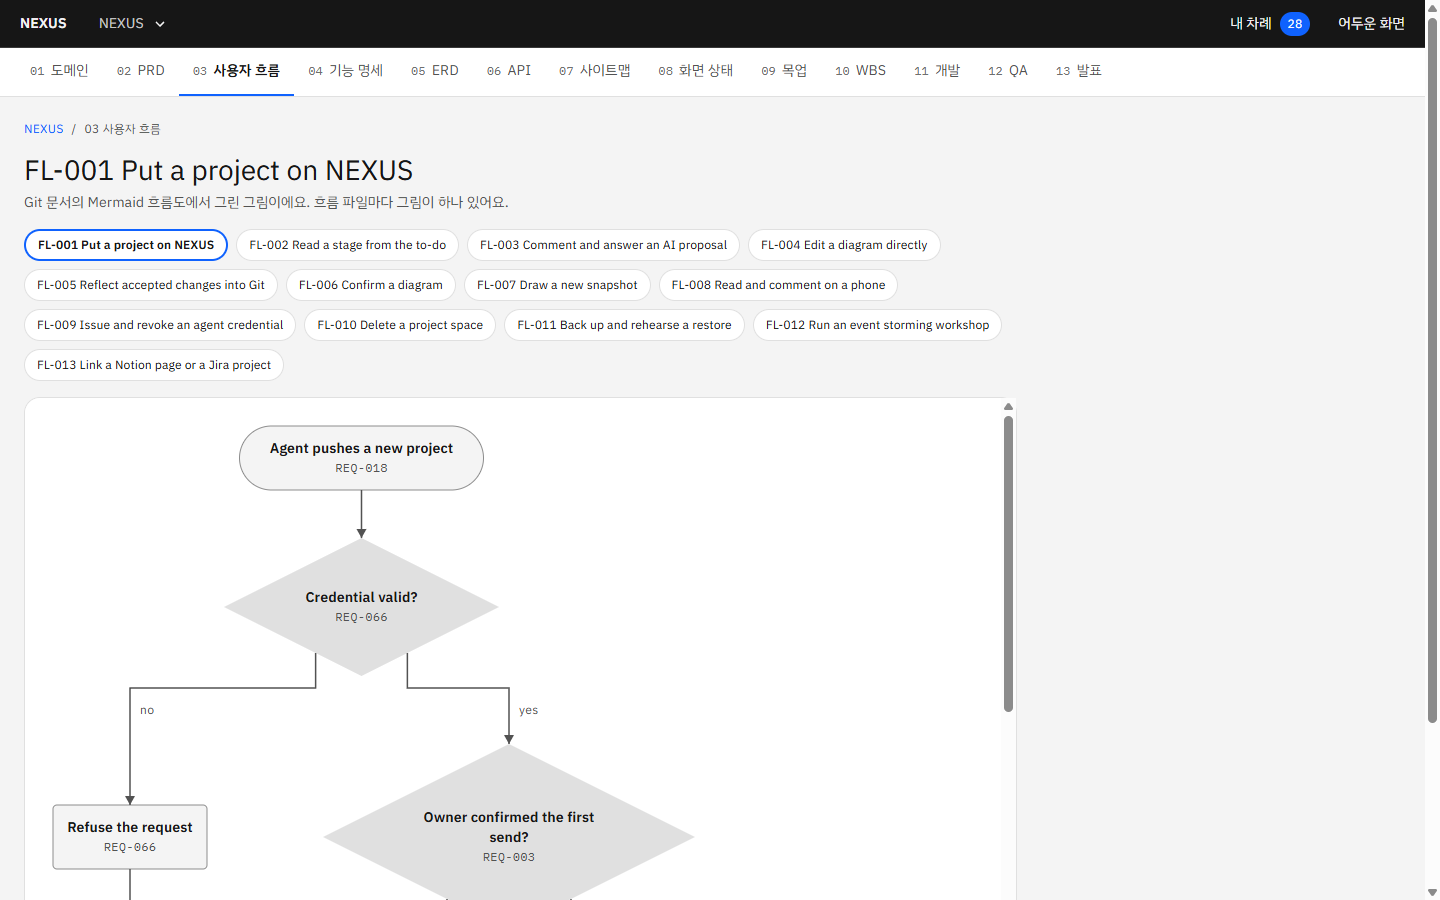 NEXUS NEXUS 내 차례 28 어두운 화면
01 도메인 02 PRD 03 사용자 흐름 04 기능 명세 05 ERD 06 API 07 사이트맵 08 화면 상태 09 목업 10 WBS 11 개발 12 QA 13 발표
NEXUS / 03 사용자 흐름
FL-001 Put a project on NEXUS
Git 문서의 Mermaid 흐름도에서 그린 그림이에요. 흐름 파일마다 그림이 하나 있어요.
FL-001 Put a project on NEXUS FL-002 Read a stage from the to-do FL-003 Comment and answer an AI proposal FL-004 Edit a diagram directly
FL-005 Reflect accepted changes into Git FL-006 Confirm a diagram FL-007 Draw a new snapshot FL-008 Read and comment on a phone
FL-009 Issue and revoke an agent credential FL-010 Delete a project space FL-011 Back up and rehearse a restore FL-012 Run an event storming workshop
FL-013 Link a Notion page or a Jira project
Agent pushes a new project
REQ-018
Credential valid?
REQ-066
no yes
Owner confirmed the first
send?
REQ-003
Refuse the request
REQ-066